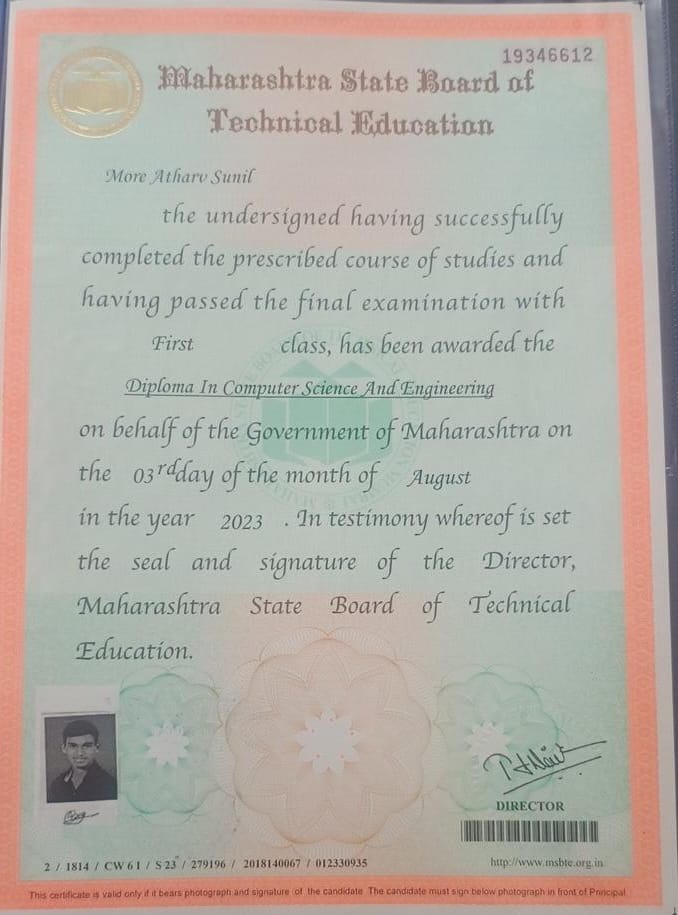 19346612
Maharashtra State Board of
Technical Education
More Atharv Sunil
the undersigned having successfully
completed the prescribed course of studies and
having passed the final examination with
First class, has been awarded the
Diploma In Computer Science And Engineering
on behalf of the Government of Maharashtra on
the 03rd day of the month of August
in the year 2023 . In testimony whereof is set
the seal and signature of the Director,
Maharashtra State Board of Technical
Education.
DIRECTOR
2 / 1814 / CW6I / S 23 / 279196 / 2018140067 / 012330935
http://www.msbte.org.in
This certificate is valid only if it bears photograph and signature of the candidate The candidate must sign below photograph in front of Principal